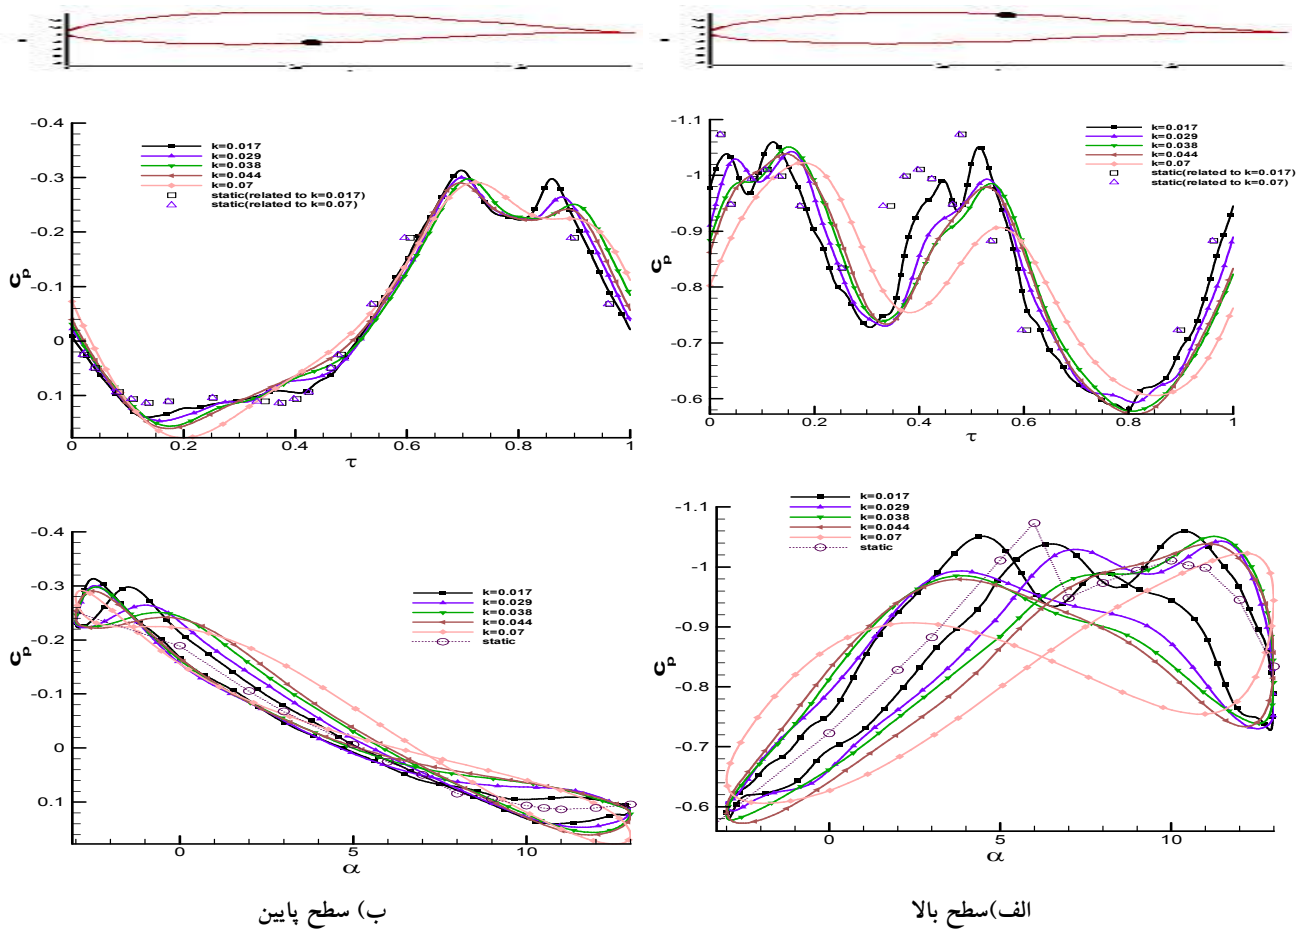 -0.4
-0.3
-0.2
-0.1
0
0.1
Cp
k=0.017
k=0.029
k=0.038
k=0.044
k=0.07
static(related to k=0.017)
static(related to k=0.07)
0 0.2 0.4 0.6 0.8 1
τ
-1.1
-1
-0.9
-0.8
-0.7
-0.6
Cp
k=0.017
k=0.029
k=0.038
k=0.044
k=0.07
static(related to k=0.017)
static(related to k=0.07)
0 0.2 0.4 0.6 0.8 1
τ
-0.4
-0.3
-0.2
-0.1
0
0.1
Cp
k=0.017
k=0.029
k=0.038
k=0.044
k=0.07
static
0 5 10
α
-1.1
-1
-0.9
-0.8
-0.7
-0.6
Cp
k=0.017
k=0.029
k=0.038
k=0.044
k=0.07
static
0 5 10
α
الف)سطح بالا
ب) سطح پایین